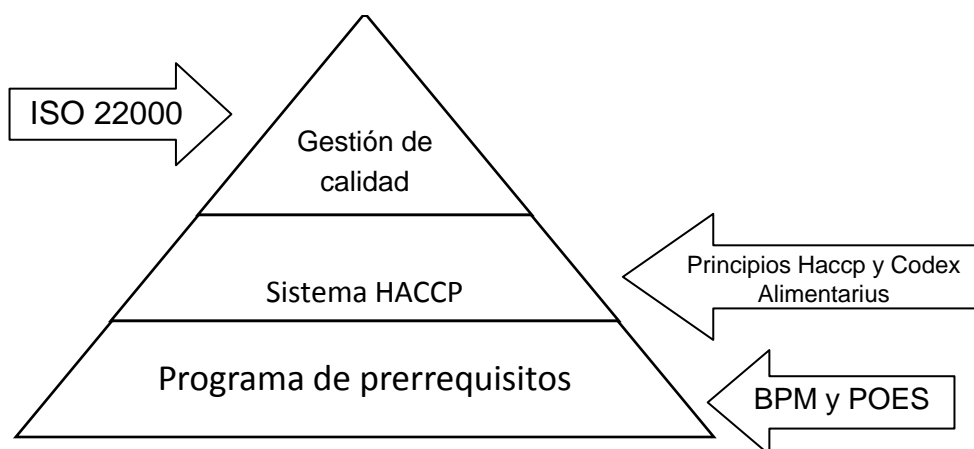 ISO 22000
Gestión de
calidad
Principios Haccp y Codex
Alimentarius
Sistema HACCP
Programa de prerrequisitos
BPM y POES